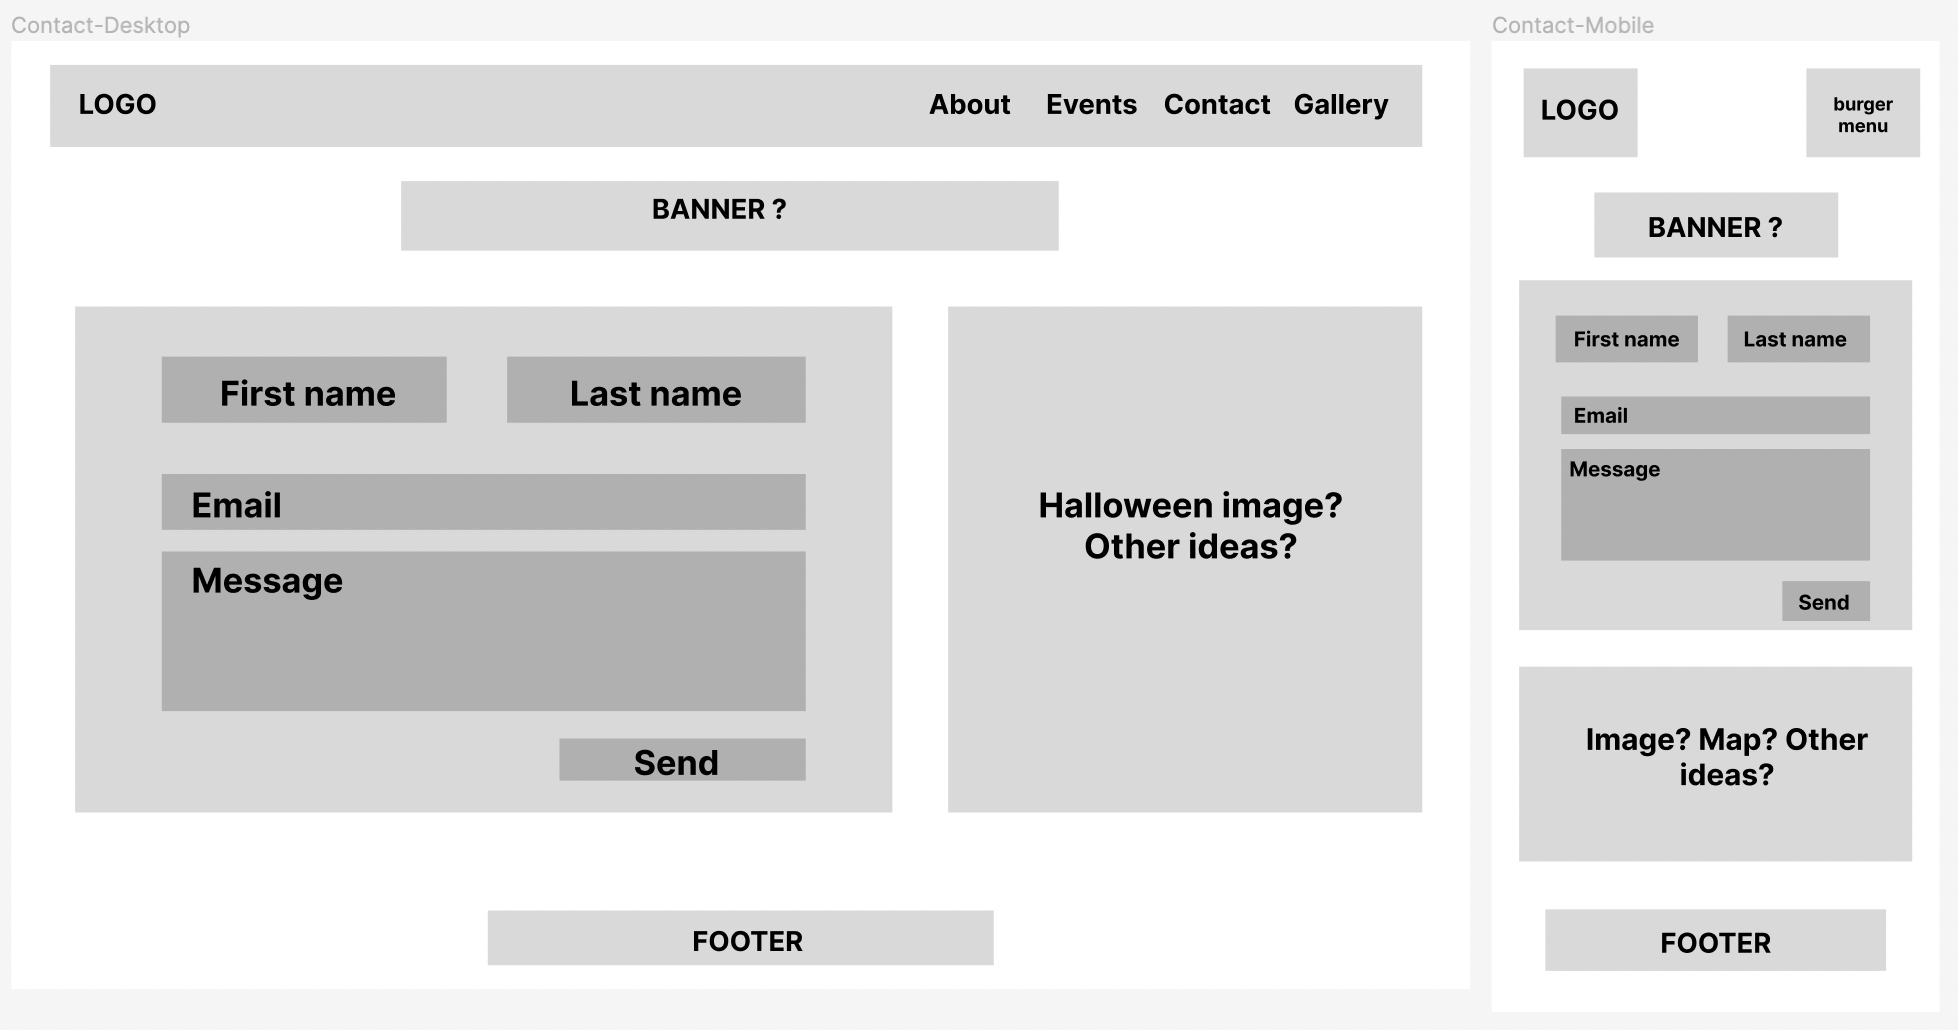 Contact-Desktop
LOGO
About Events Contact Gallery
BANNER ?
First name
Last name
Email
Message
Send
Halloween image?
Other ideas?
FOOTER
Contact-Mobile
LOGO
burger
menu
BANNER ?
First name
Last name
Email
Message
Send
Image? Map? Other
ideas?
FOOTER